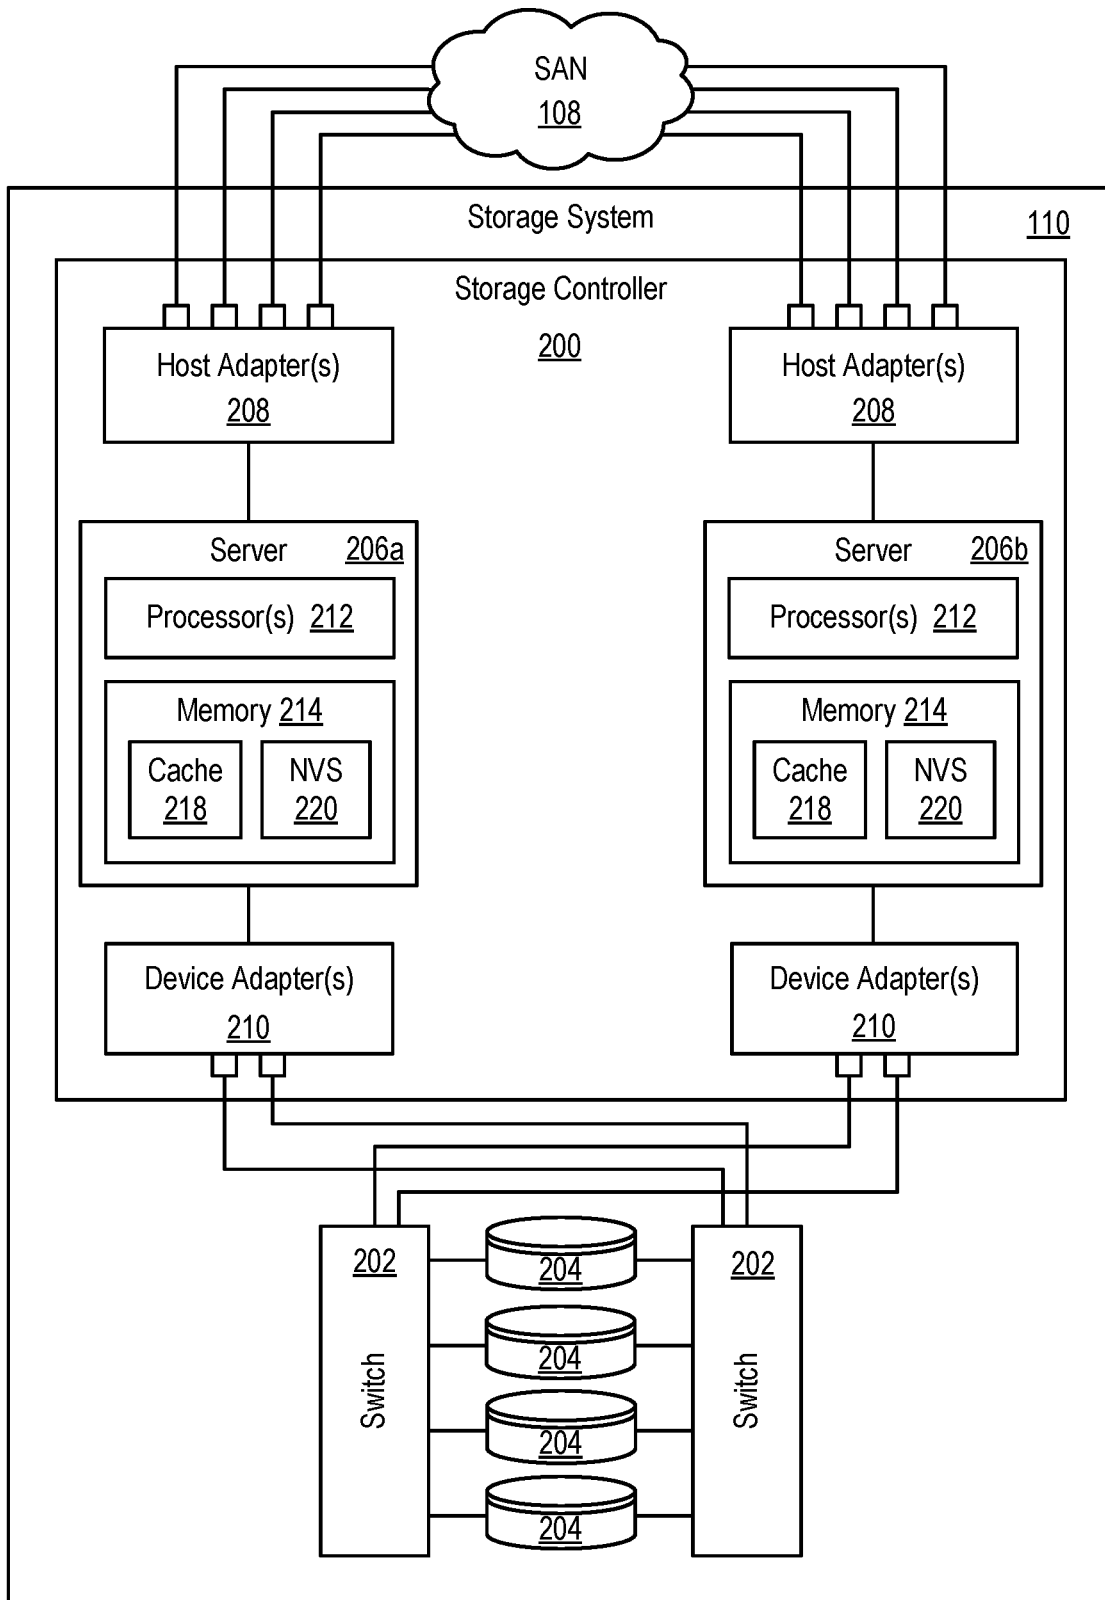 SAN
108
Storage System
110
Storage Controller
200
Host Adapter(s)
208
Host Adapter(s)
208
Server 206a
Processor(s) 212
Memory 214
Cache
218
NVS
220
Server 206b
Processor(s) 212
Memory 214
Cache
218
NVS
220
Device Adapter(s)
210
Device Adapter(s)
210
202
Switch
204
204
204
204
202
Switch